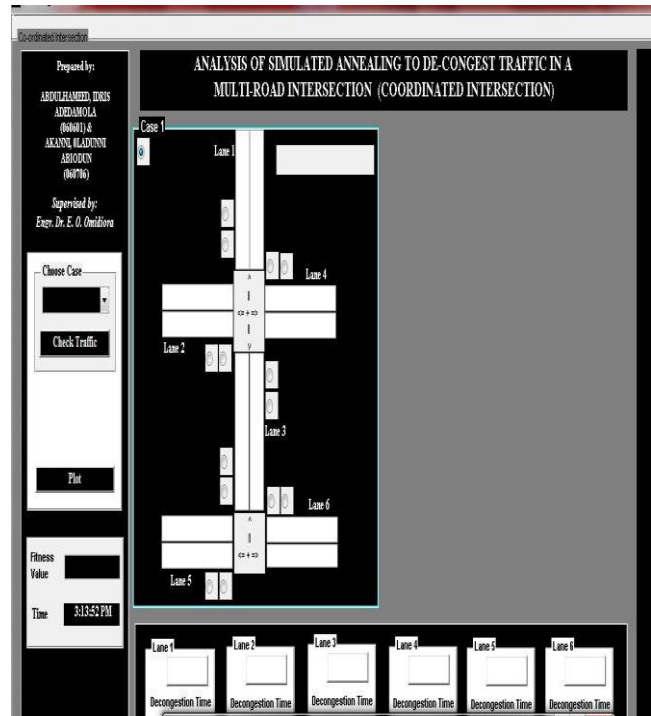 Co-ordinated Intersection
Prepared by:
ABDULHAMEED, IDRIS
ADEDAMOLA
(060601) &
AKANNI, OLADUNNI
ABIODUN
(060706)
Supervised by:
Engr. Dr. E. O. Omidiora
ANALYSIS OF SIMULATED ANNEALING TO DE-CONGEST TRAFFIC IN A
MULTI-ROAD INTERSECTION (COORDINATED INTERSECTION)
Choose Case
Check Traffic
Plot
Fitness
Value
Time 3:13:52 PM
Case 1
Lane 1
Lane 4
Lane 2
Lane 3
Lane 6
Lane 5
Lane 1 Lane 2 Lane 3 Lane 4 Lane 5 Lane 6
Decongestion Time Decongestion Time Decongestion Time Decongestion Time Decongestion Time Decongestion Time